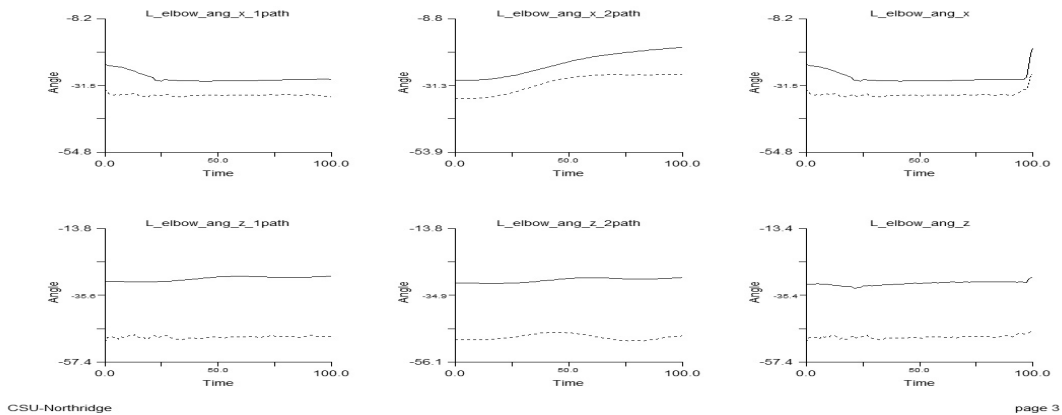 L_elbow_ang_x_1path
-8.2
Angle
-31.5
-54.8
0.0
50.0
100.0
Time
L_elbow_ang_x_2path
-8.8
Angle
-31.3
-53.9
0.0
50.0
100.0
Time
L_elbow_ang_x
-8.2
Angle
-31.5
-54.8
0.0
50.0
100.0
Time
L_elbow_ang_z_1path
-13.8
Angle
-35.6
-57.4
0.0
50.0
100.0
Time
L_elbow_ang_z_2path
-13.8
Angle
-34.9
-56.1
0.0
50.0
100.0
Time
L_elbow_ang_z
-13.4
Angle
-35.4
-57.4
0.0
50.0
100.0
Time
CSU-Northridge
page 3